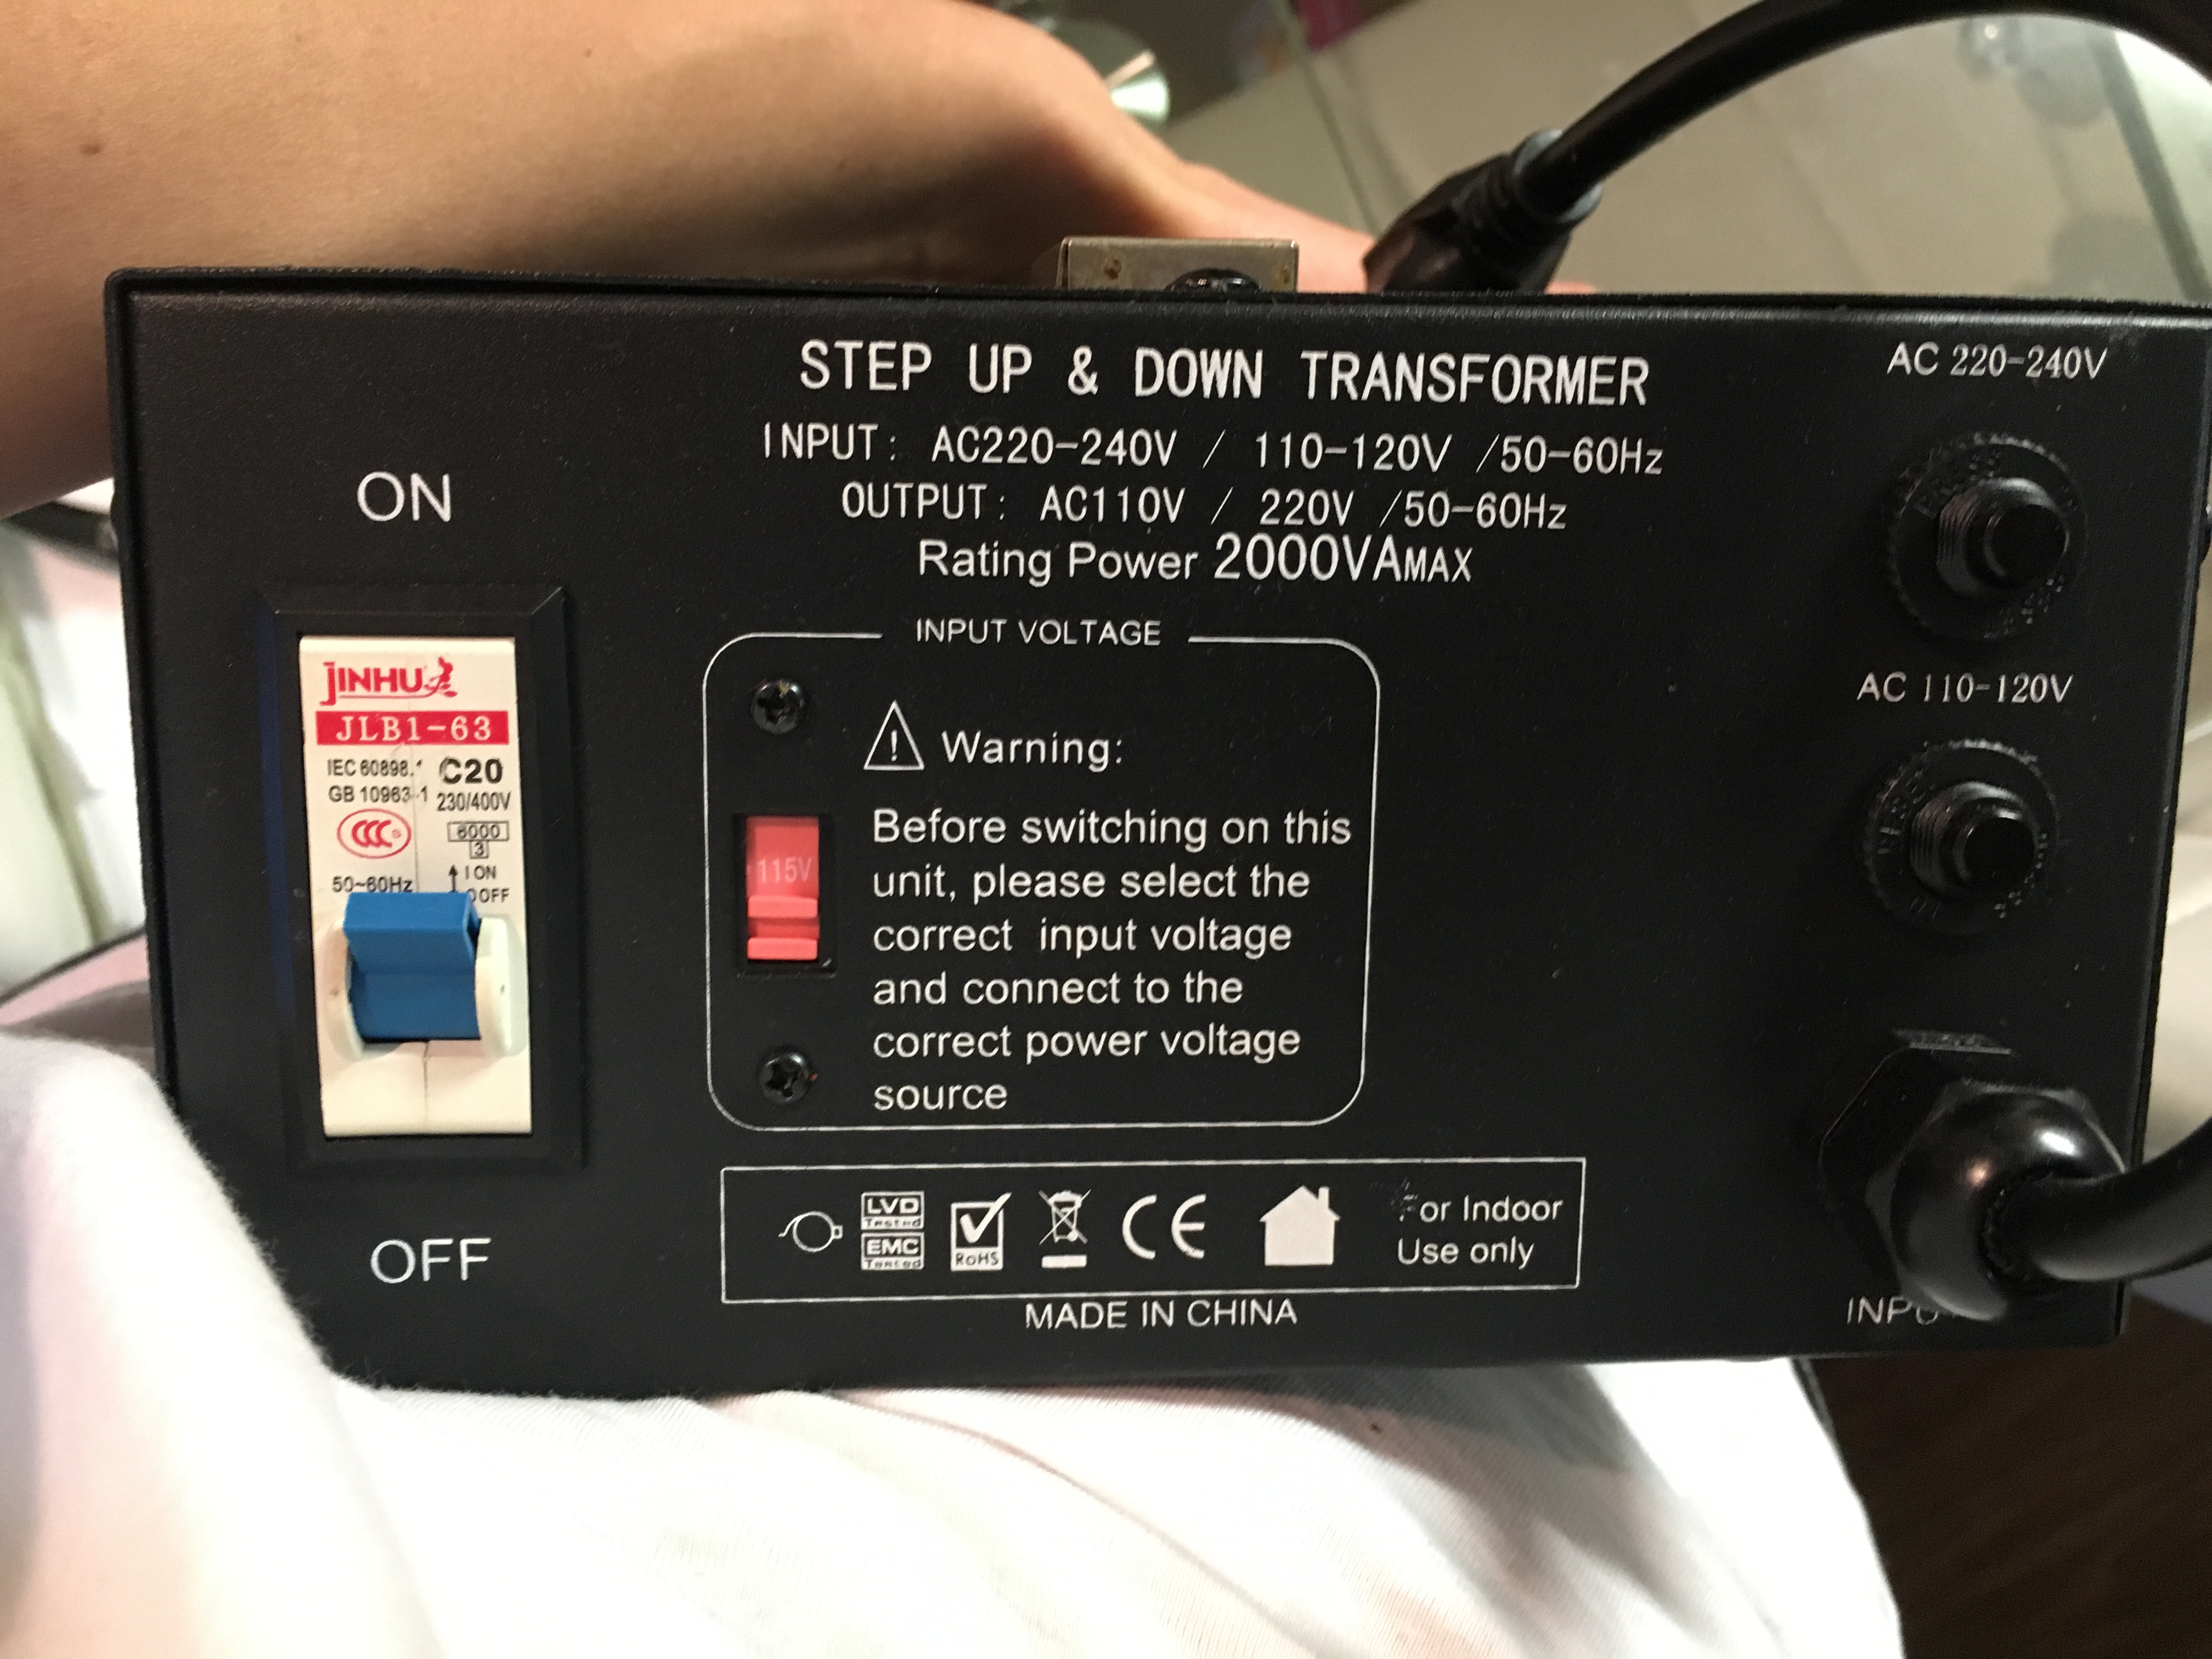 STEP UP & DOWN TRANSFORMER
INPUT: AC220-240V / 110-120V /50-60Hz
OUTPUT: AC110V / 220V /50-60Hz
Rating Power 2000VAMAX
ON
JINHU
JLB1-63
IEC 60898.1 C20
GB 10963.1 230/400V
CCC S
6000
3
50~60Hz
I ON
O OFF
OFF
INPUT VOLTAGE
Warning:
115V
Before switching on this
unit, please select the
correct input voltage
and connect to the
correct power voltage
source
LVD
Tested
EMC
Tested
RoHS
CE
For Indoor
Use only
MADE IN CHINA
AC 220-240V
AC 110-120V